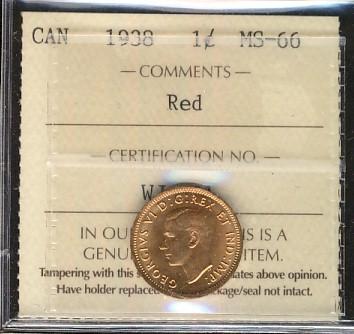 CAN 1938 1¢ MS-66
— COMMENTS —
Red
— CERTIFICATION NO. —
IN OU IS IS A
GENU ITEM.
Tampering with this s ates above opinion.
Have holder replace kage/seal not intact.
GEORGIVS VI D:G:REX ET IND:IMP: